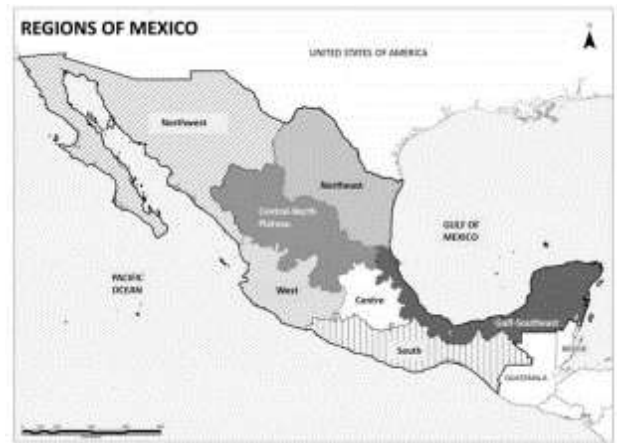 REGIONS OF MEXICO
UNITED STATES OF AMERICA
Northwest
Northeast
Central-North
Plateau
GULF OF
MEXICO
PACIFIC
OCEAN
West
Centre
Gulf-Southeast
South
BELIZE
GUATEMALA